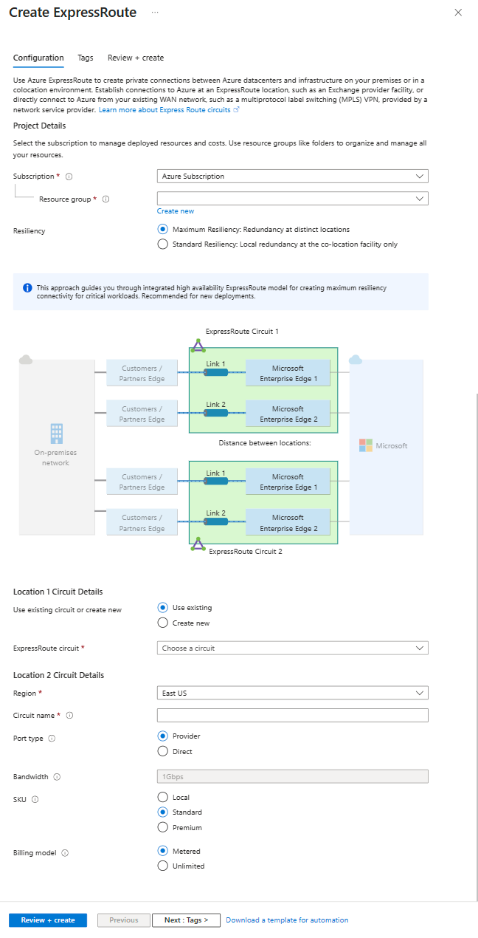 Create ExpressRoute ...
Configuration Tags Review + create
Use Azure ExpressRoute to create private connections between Azure datacenters and infrastructure on your premises or in a
colocation environment. Establish connections to Azure at an ExpressRoute location, such as an Exchange provider facility, or
directly connect to Azure from your existing WAN network, such as a multiprotocol label switching (MPLS) VPN, provided by a
network service provider. Learn more about Express Route circuits
Project Details
Select the subscription to manage deployed resources and costs. Use resource groups like folders to organize and manage all
your resources.
Subscription * Azure Subscription
Resource group *
Create new
Resiliency Maximum Resiliency: Redundancy at distinct locations
Standard Resiliency: Local redundancy at the co-location facility only
This approach guides you through integrated high availability ExpressRoute model for creating maximum resiliency
connectivity for critical workloads. Recommended for new deployments.
ExpressRoute Circuit 1
Customers /
Partners Edge
Link 1
Microsoft
Enterprise Edge 1
Customers /
Partners Edge
Link 2
Microsoft
Enterprise Edge 2
On-premises
network
Distance between locations:
Microsoft
Customers /
Partners Edge
Link 1
Microsoft
Enterprise Edge 1
Customers /
Partners Edge
Link 2
Microsoft
Enterprise Edge 2
ExpressRoute Circuit 2
Location 1 Circuit Details
Use existing circuit or create new Use existing
Create new
ExpressRoute circuit * Choose a circuit
Location 2 Circuit Details
Region * East US
Circuit name *
Port type Provider
Direct
Bandwidth 1Gbps
SKU Local
Standard
Premium
Billing model Metered
Unlimited
Review + create Previous Next : Tags > Download a template for automation